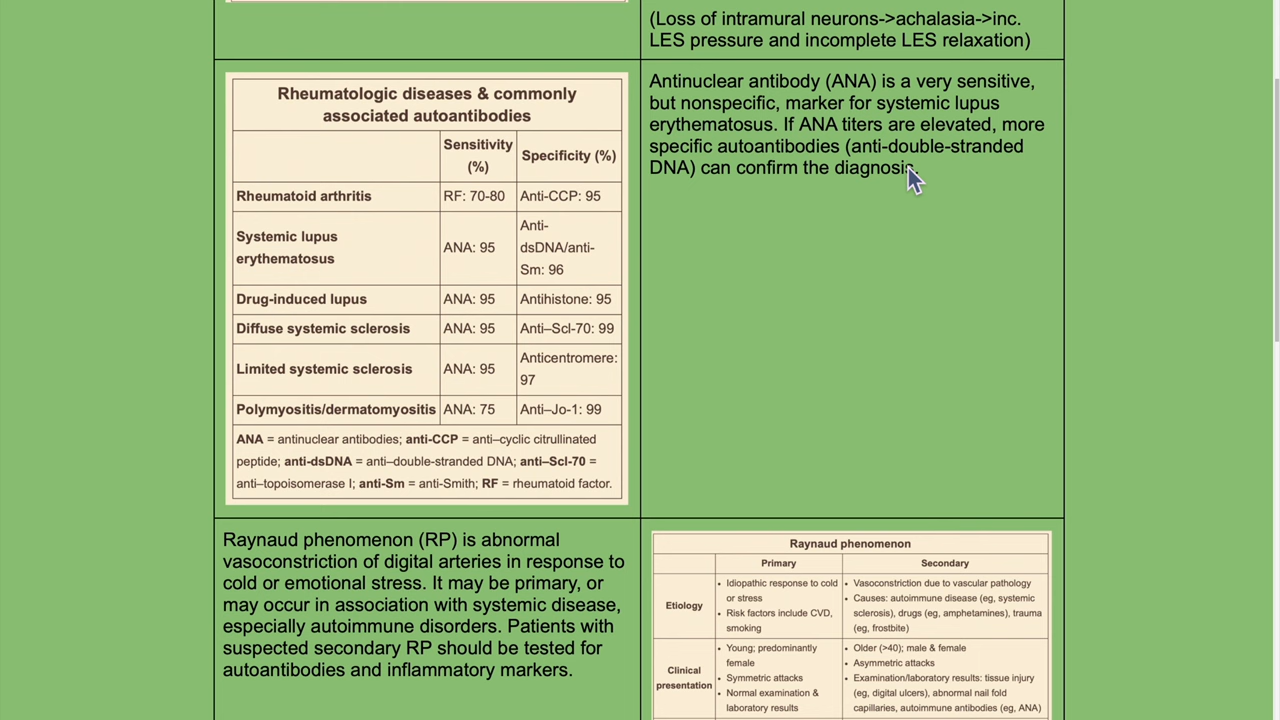 (Loss of intramural neurons->achalasia->inc.
LES pressure and incomplete LES relaxation)
Rheumatologic diseases & commonly
associated autoantibodies
Sensitivity
(%)
Specificity (%)
Rheumatoid arthritis
RF: 70-80
Anti-CCP: 95
Systemic lupus
erythematosus
ANA: 95
Anti-
dsDNA/anti-
Sm: 96
Drug-induced lupus
ANA: 95
Antihistone: 95
Diffuse systemic sclerosis
ANA: 95
Anti–Scl-70: 99
Limited systemic sclerosis
ANA: 95
Anticentromere:
97
Polymyositis/dermatomyositis
ANA: 75
Anti–Jo-1: 99
ANA = antinuclear antibodies; anti-CCP = anti–cyclic citrullinated
peptide; anti-dsDNA = anti–double-stranded DNA; anti–Scl-70 =
anti–topoisomerase I; anti-Sm = anti-Smith; RF = rheumatoid factor.
Antinuclear antibody (ANA) is a very sensitive,
but nonspecific, marker for systemic lupus
erythematosus. If ANA titers are elevated, more
specific autoantibodies (anti-double-stranded
DNA) can confirm the diagnosis.
Raynaud phenomenon (RP) is abnormal
vasoconstriction of digital arteries in response to
cold or emotional stress. It may be primary, or
may occur in association with systemic disease,
especially autoimmune disorders. Patients with
suspected secondary RP should be tested for
autoantibodies and inflammatory markers.
Raynaud phenomenon
Primary
Secondary
Etiology
• Idiopathic response to cold
or stress
• Risk factors include CVD,
smoking
• Vasoconstriction due to vascular pathology
• Causes: autoimmune disease (eg, systemic
sclerosis), drugs (eg, amphetamines), trauma
(eg, frostbite)
Clinical
presentation
• Young; predominantly
female
• Symmetric attacks
• Normal examination &
laboratory results
• Older (>40); male & female
• Asymmetric attacks
• Examination/laboratory results: tissue injury
(eg, digital ulcers), abnormal nail fold
capillaries, autoimmune antibodies (eg, ANA)